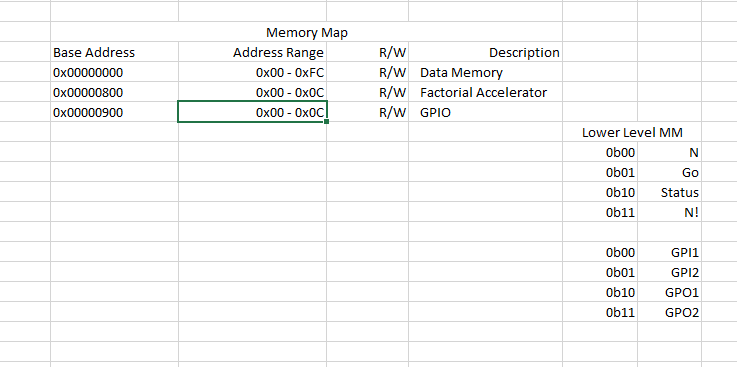 Memory Map
Base Address Address Range R/W Description
0x00000000 0x00 - 0xFC R/W Data Memory
0x00000800 0x00 - 0x0C R/W Factorial Accelerator
0x00000900 0x00 - 0x0C R/W GPIO
Lower Level MM
0b00 N
0b01 Go
0b10 Status
0b11 N!
0b00 GPI1
0b01 GPI2
0b10 GPO1
0b11 GPO2